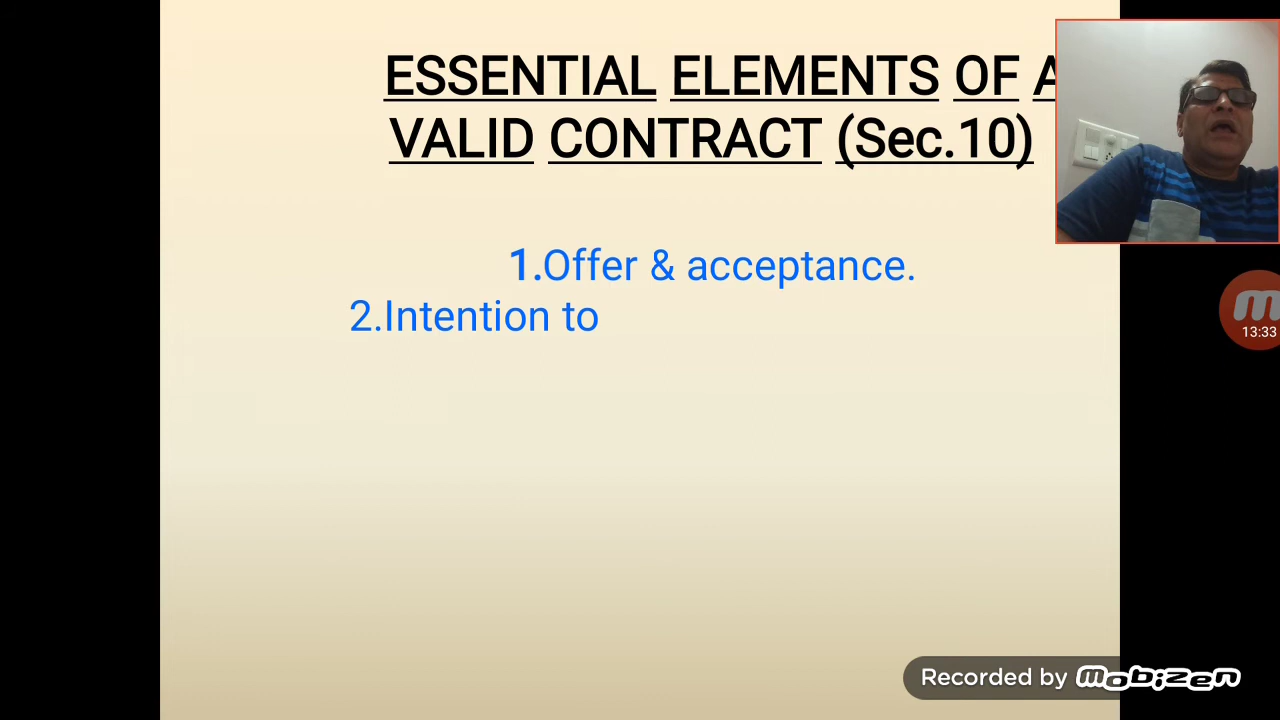 ESSENTIAL ELEMENTS OF A
VALID CONTRACT (Sec.10)
1.Offer & acceptance.
2.Intention to
13:33
Recorded by mobizen